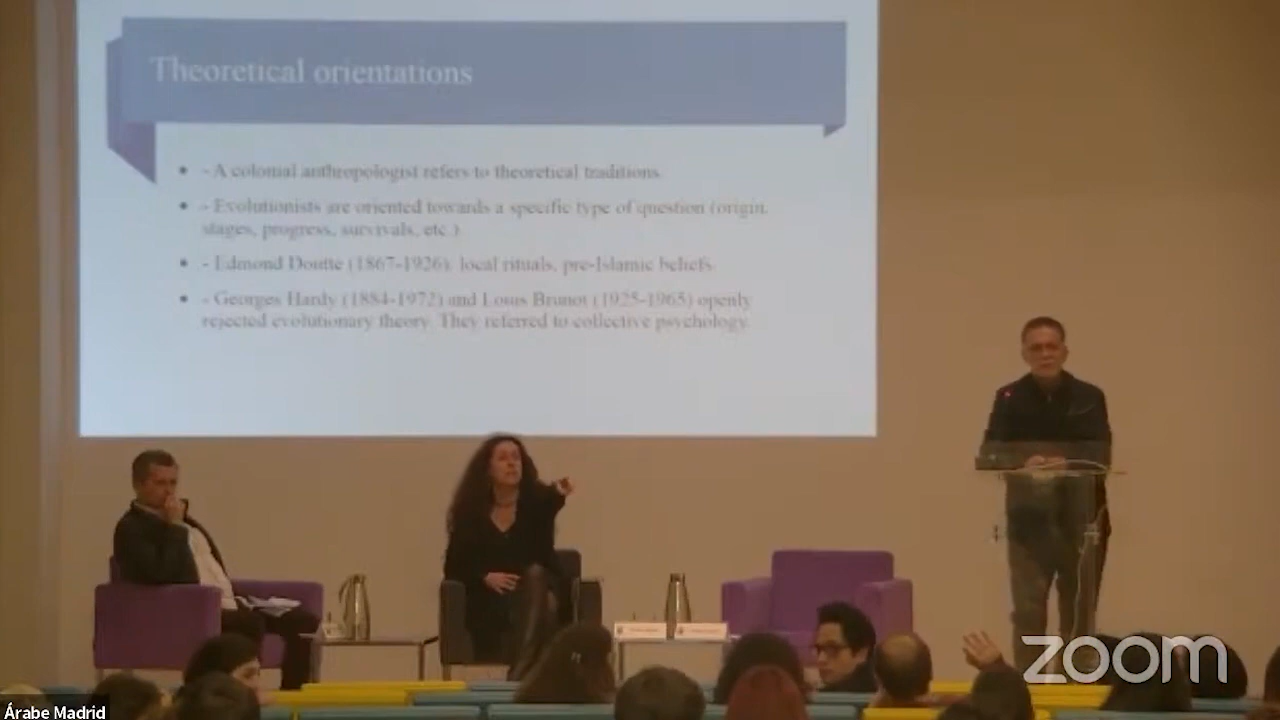 Theoretical orientations
- A colonial anthropologist refers to theoretical traditions.
- Evolutionists are oriented towards a specific type of question (origin,
stages, progress, survivals, etc.)
- Edmond Doutte (1867-1926): local rituals, pre-Islamic beliefs.
- Georges Hardy (1884-1972) and Louis Brunot (1925-1965) openly
rejected evolutionary theory. They referred to collective psychology.
zoom
Árabe Madrid